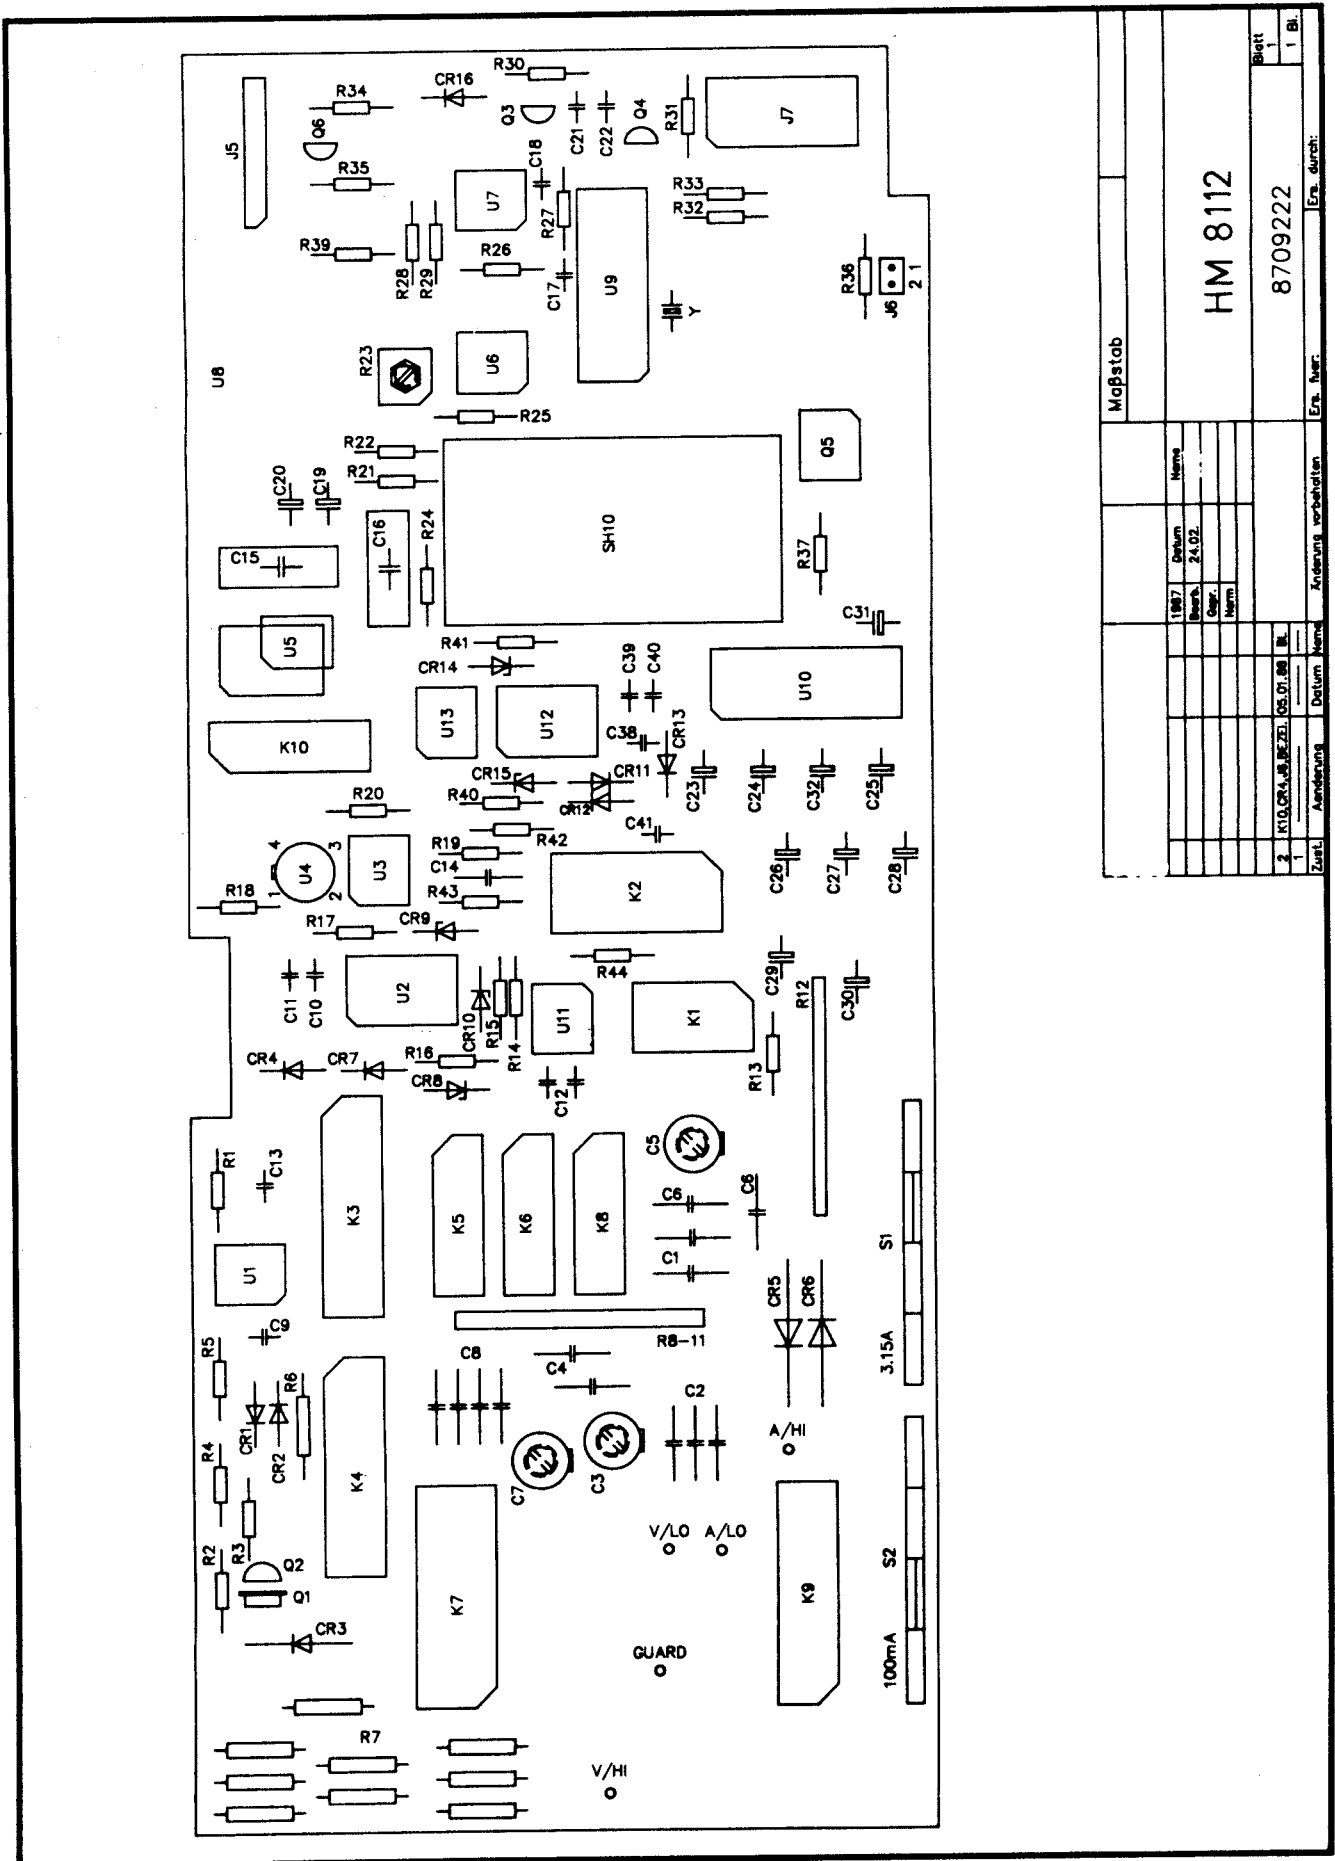 R30
CR16
R34
Q3
C21
C22
Q4
R31
J7
J5
Q6
R35
C18
U7
R27
R33
R32
R39
R28
R29
R26
C17
U9
Y
R36
J6
2 1
U8
R23
U6
R25
Q5
R22
R21
C20
C19
C15
C16
R24
SH10
R37
C31
U5
R41
CR14
C39
C40
U10
K10
U13
U12
C38
CR13
CR15
CR11
R40
CR12
C23
C24
C32
C25
R20
R42
C41
R19
C14
R43
4
3
1
2
U4
U3
K2
C26
C27
C28
R18
R17
CR9
R44
C29
R12
C30
C11
C10
U2
CR10
R15
R14
U11
K1
R13
CR4
CR7
R16
CR8
C12
R1
C13
K3
K5
K6
K8
C5
C6
C6
C1
U1
S1
CR5
CR6
C9
R8-11
R5
C8
C4
3.15A
R6
CR1
CR2
C2
A/HI
R4
K4
C7
C3
R3
V/LO
A/LO
R2
Q2
Q1
K7
K9
S2
CR3
GUARD
100mA
R7
V/HI
Maßstab
HM 8112
8709222
Blatt
1
1 Bl.
Ers. fuer:
Ers. durch:
1987
Datum
Name
Bearb.
24.02.
Gepr.
Norm
Änderung vorbehalten
2
K10,CR4,J6,BEZEI.
05.01.88
BL
1
Zust.
Aenderung
Datum
Name